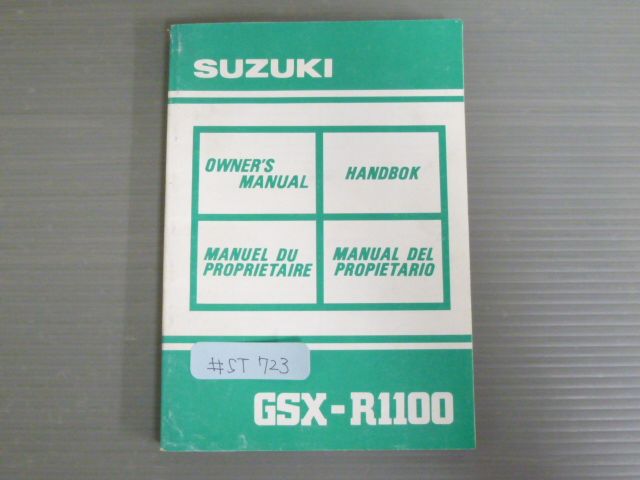 SUZUKI
OWNER'S
MANUAL
HANDBOK
MANUEL DU
PROPRIETAIRE
MANUAL DEL
PROPIETARIO
#ST 723
GSX-R1100